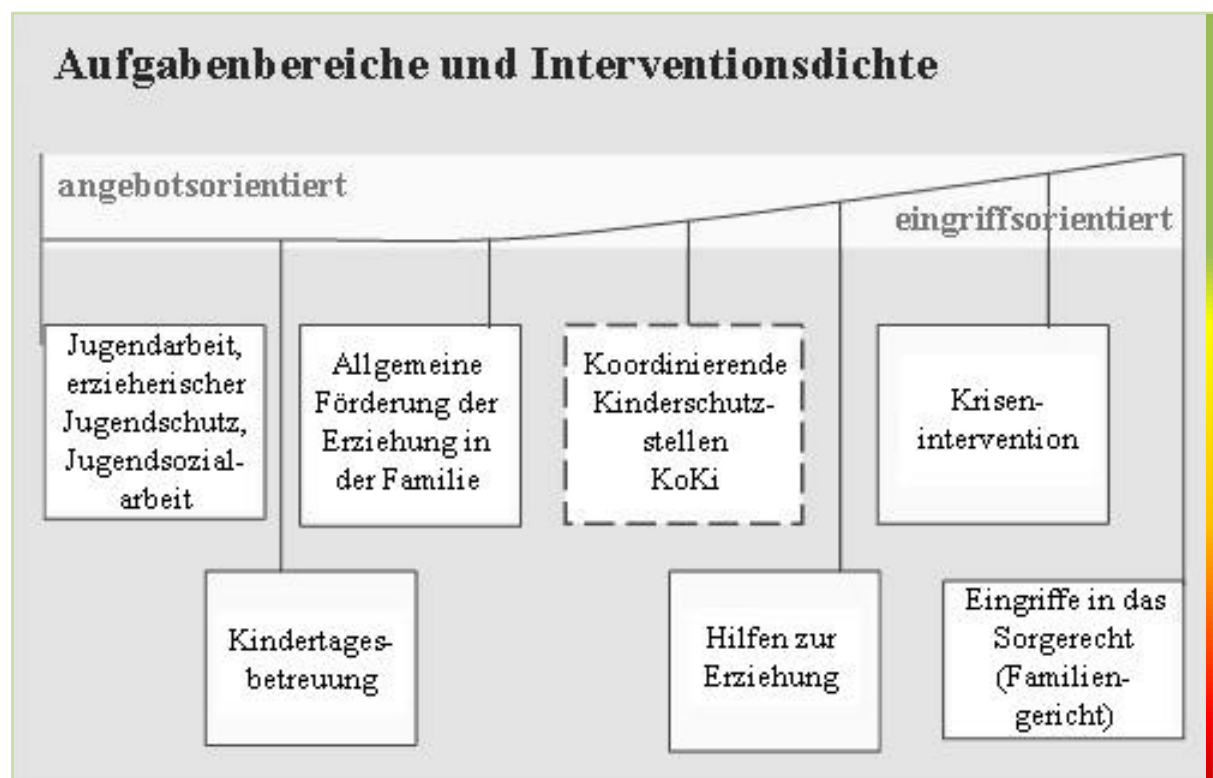 Aufgabenbereiche und Interventionsdichte
angebotsorientiert
eingriffsorientiert
Jugendarbeit,
erzieherischer
Jugendschutz,
Jugendsozial-
arbeit
Allgemeine
Förderung der
Erziehung in
der Familie
Koordinierende
Kinderschutz-
stellen
KoKi
Krisen-
intervention
Kindertages-
betreuung
Hilfen zur
Erziehung
Eingriffe in das
Sorgerecht
(Familien-
gericht)